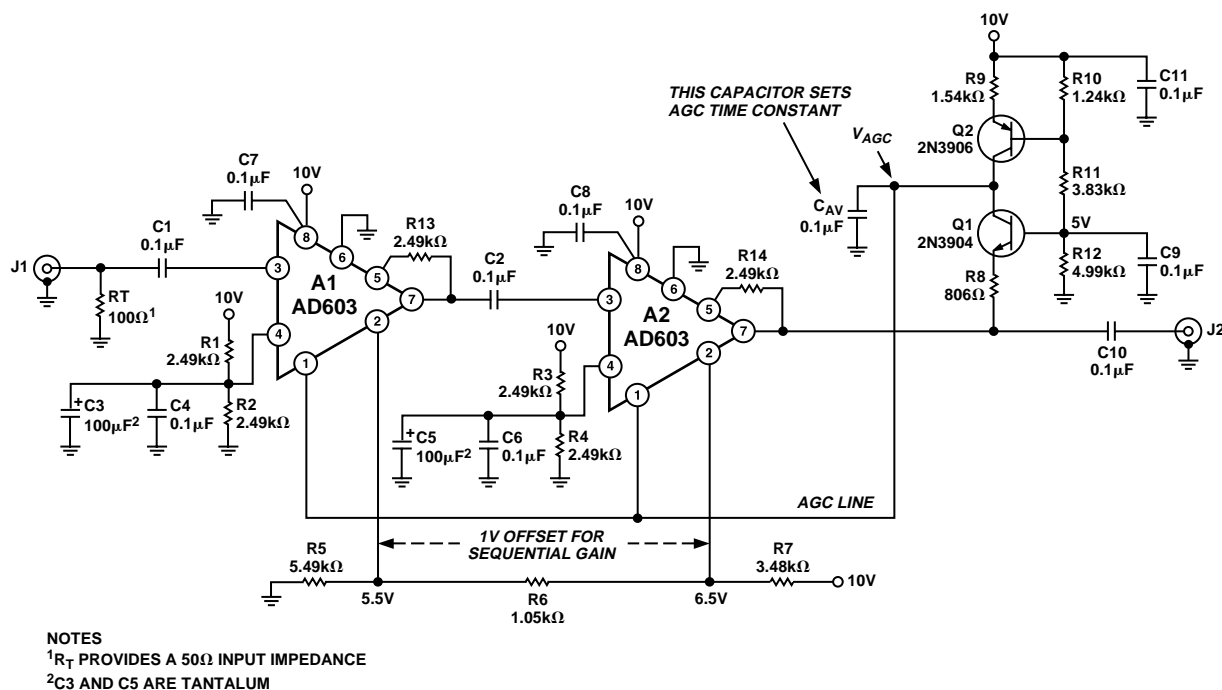 10V
R9
1.54kΩ
R10
1.24kΩ
C11
0.1µF
THIS CAPACITOR SETS
AGC TIME CONSTANT
Q2
2N3906
VAGC
R11
3.83kΩ
C7
0.1µF
10V
C8
0.1µF
10V
CAV
0.1µF
Q1
2N3904
5V
R12
4.99kΩ
C9
0.1µF
R8
806Ω
J1
C1
0.1µF
RT
100Ω1
3
8
6
5
7
4
2
1
A1
AD603
R13
2.49kΩ
C2
0.1µF
3
8
6
5
7
4
2
1
A2
AD603
R14
2.49kΩ
C10
0.1µF
J2
10V
R1
2.49kΩ
+
C3
100µF2
C4
0.1µF
R2
2.49kΩ
10V
R3
2.49kΩ
+
C5
100µF2
C6
0.1µF
R4
2.49kΩ
AGC LINE
1V OFFSET FOR
SEQUENTIAL GAIN
R5
5.49kΩ
5.5V
R6
1.05kΩ
6.5V
R7
3.48kΩ
10V
NOTES
1RT PROVIDES A 50Ω INPUT IMPEDANCE
2C3 AND C5 ARE TANTALUM